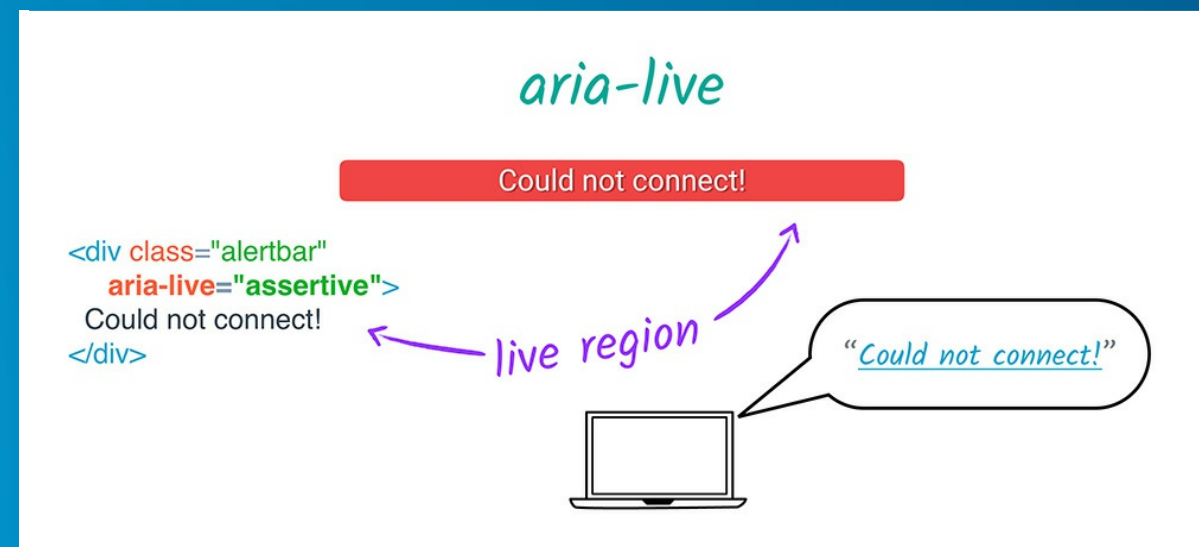 aria-live
Could not connect!
<div class="alertbar"
aria-live="assertive">
Could not connect!
</div>
live region
“Could not connect!”